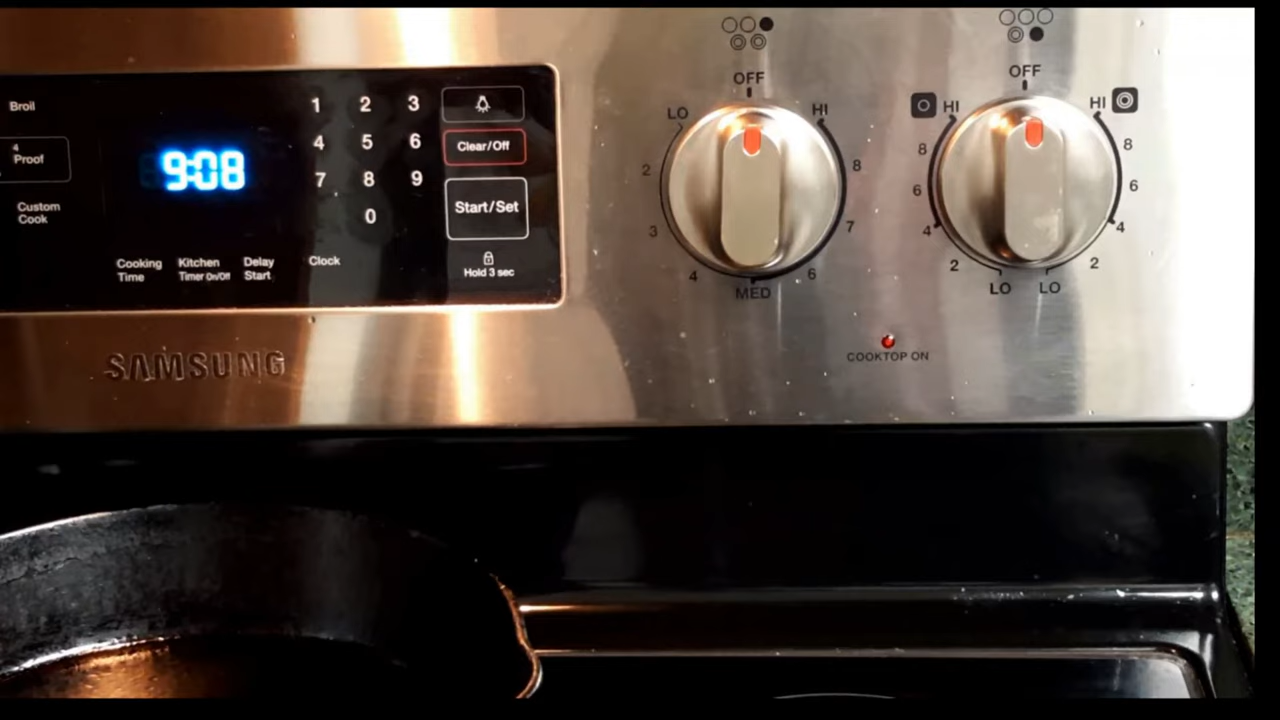 Broil
4
Proof
Custom
Cook
9:08
Cooking
Time
Kitchen
Timer On/Off
Delay
Start
Clock
1 2 3
4 5 6
7 8 9
0
Clear/Off
Start/Set
Hold 3 sec
SAMSUNG
OFF
LO HI
2 8
3 7
4 6
MED
OFF
HI HI
8 8
6 6
4 4
2 2
LO LO
COOKTOP ON